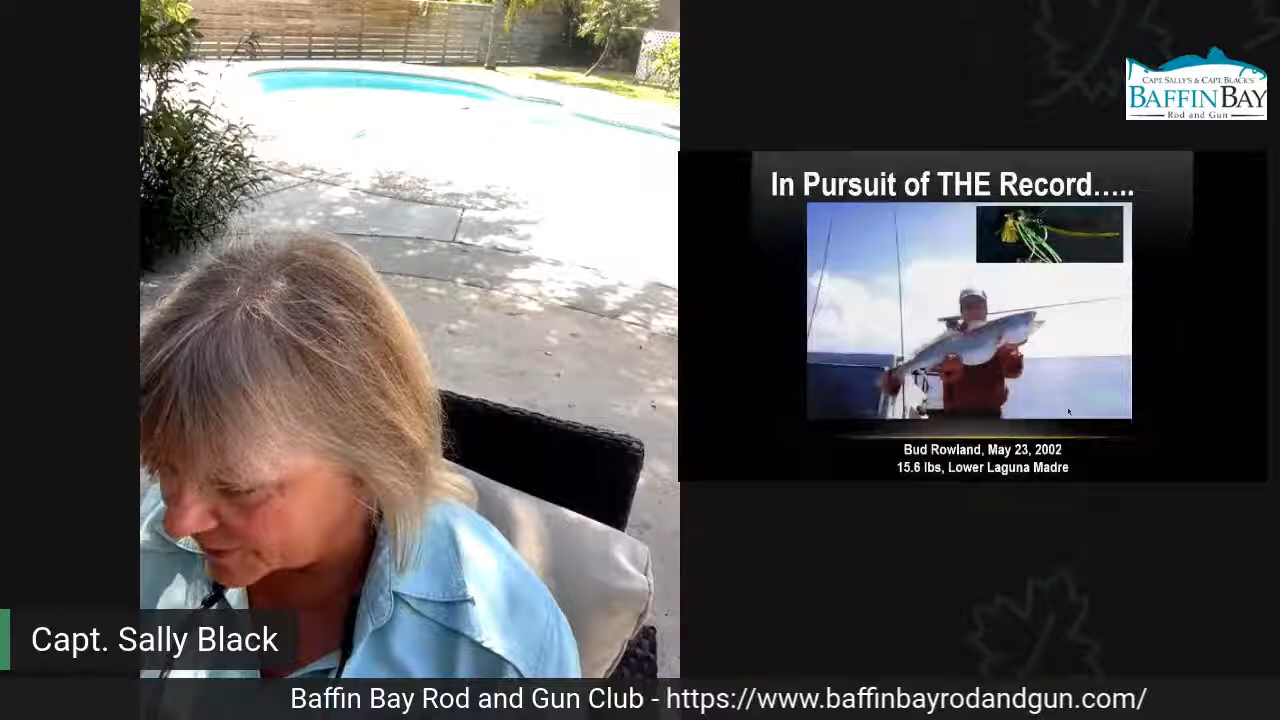 CAPT. SALLY'S & CAPT. BLACK'S
BAFFIN BAY
Rod and Gun
In Pursuit of THE Record…..
Bud Rowland, May 23, 2002
15.6 lbs, Lower Laguna Madre
Capt. Sally Black
Baffin Bay Rod and Gun Club - https://www.baffinbayrodandgun.com/